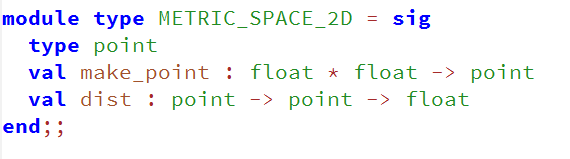 module type METRIC_SPACE_2D = sig
  type point
  val make_point : float * float -> point
  val dist : point -> point -> float
end;;